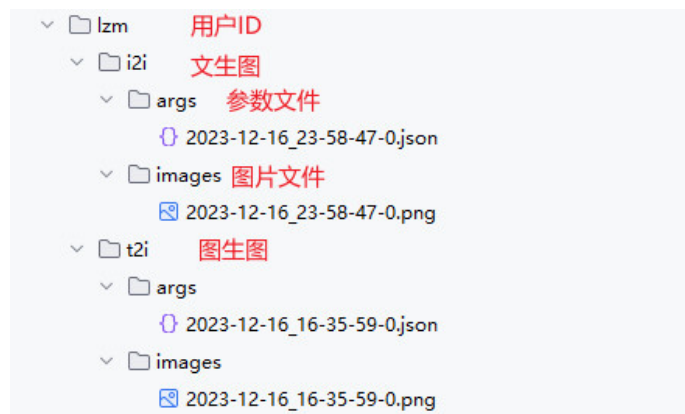 lzm 用户ID
i2i 文生图
args 参数文件
2023-12-16_23-58-47-0.json
images 图片文件
2023-12-16_23-58-47-0.png
t2i 图生图
args
2023-12-16_16-35-59-0.json
images
2023-12-16_16-35-59-0.png